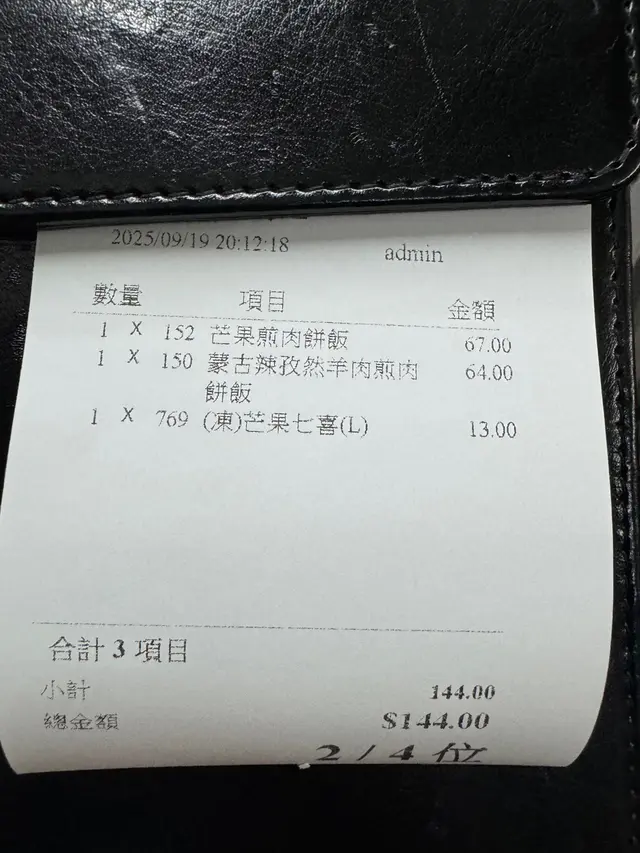 2025/09/19 20:12:18 admin
數量 項目 金額
1 X 152 芒果煎肉餅飯 67.00
1 X 150 蒙古辣孜然羊肉煎肉 64.00
餅飯
1 X 769 (凍)芒果七喜(L) 13.00
合計 3 項目
小計 144.00
總金額 $144.00
2 / 4 位